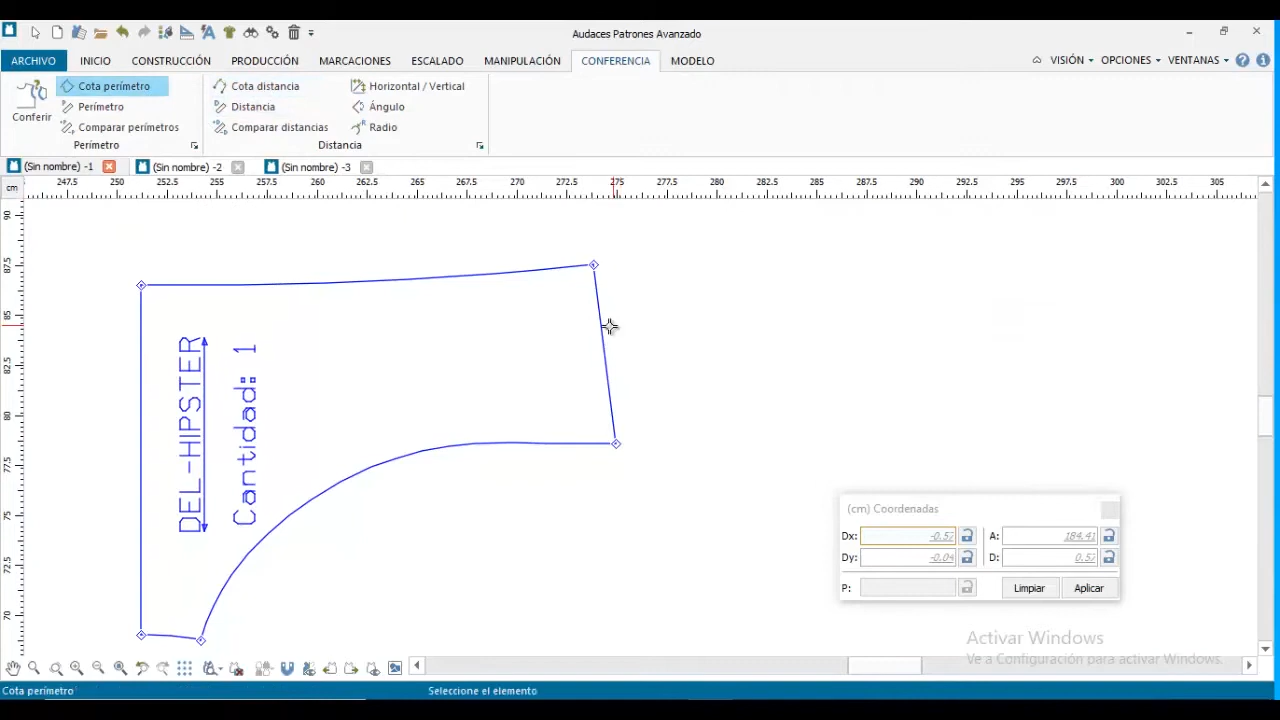 Audaces Patrones Avanzado
ARCHIVO INICIO CONSTRUCCIÓN PRODUCCIÓN MARCACIONES ESCALADO MANIPULACIÓN CONFERENCIA MODELO VISIÓN OPCIONES VENTANAS
Cota perímetro Cota distancia Horizontal / Vertical
Conferir Perímetro Distancia Ángulo
Comparar perímetros Comparar distancias Radio
Perímetro Distancia
(Sin nombre) -1 (Sin nombre) -2 (Sin nombre) -3
cm 247.5 250 252.5 255 257.5 260 262.5 265 267.5 270 272.5 275 277.5 280 282.5 285 287.5 290 292.5 295 297.5 300 302.5 305
90
87.5
85
82.5
80
77.5
75
72.5
70
DEL-HIPSTER
Cantidad: 1
(cm) Coordenadas
Dx: -0.57 A: 184.41
Dy: -0.04 D: 0.57
P: Limpiar Aplicar
Activar Windows
Ve a Configuración para activar Windows.
Cota perímetro Seleccione el elemento